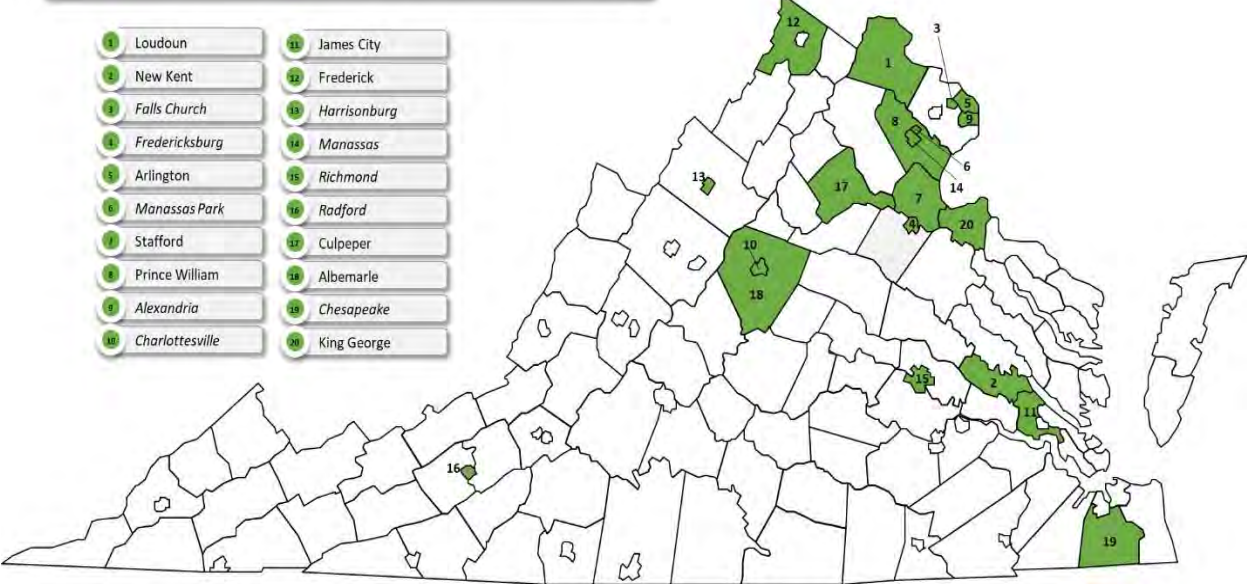 1 Loudoun
2 New Kent
3 Falls Church
4 Fredericksburg
5 Arlington
6 Manassas Park
7 Stafford
8 Prince William
9 Alexandria
10 Charlottesville
11 James City
12 Frederick
13 Harrisonburg
14 Manassas
15 Richmond
16 Radford
17 Culpeper
18 Albemarle
19 Chesapeake
20 King George
12
3
1
5
9
8
6
14
13
17
7
4
20
10
18
15
2
11
16
19